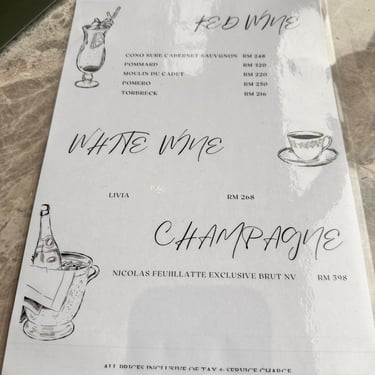 RED WINE
CONO SURE CABERNET SAUVGNON RM 248
POMMARD RM 320
MOULIN DU CADET RM 220
POMERO RM 250
TORBRECK RM 216
WHITE WINE
LIVIA RM 268
CHAMPAGNE
NICOLAS FEUILLATTE EXCLUSIVE BRUT NV RM 398
ALL PRICES INCLUSIVE OF TAX & SERVICE CHARGE